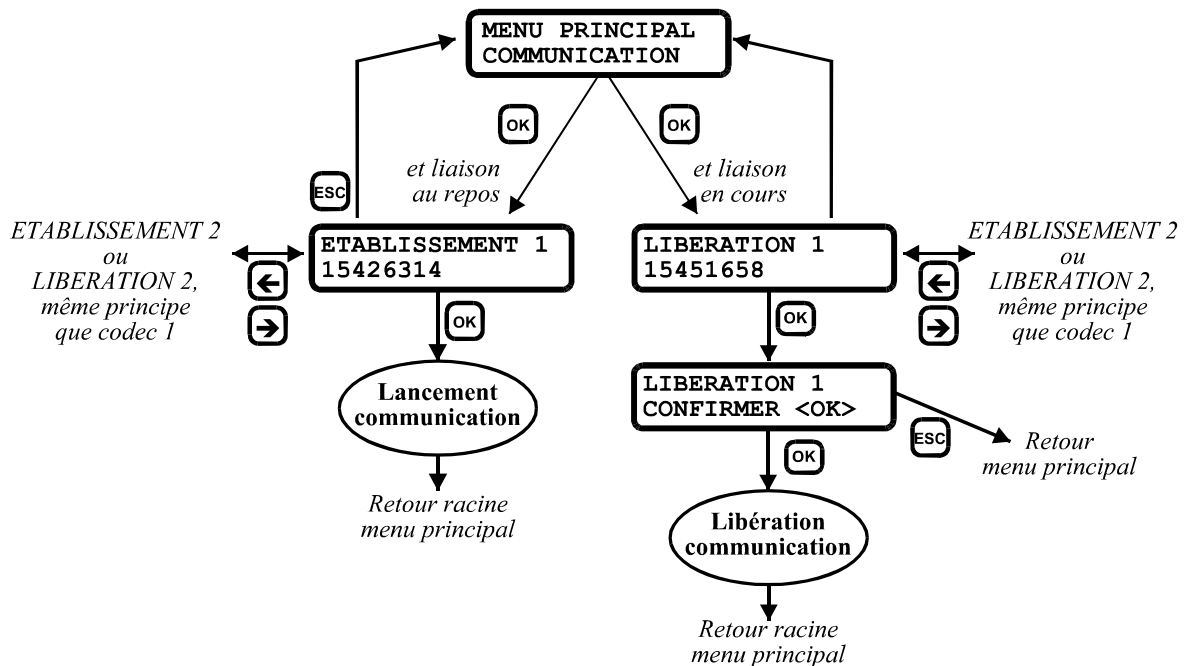 MENU PRINCIPAL
COMMUNICATION
OK
OK
et liaison
au repos
et liaison
en cours
ESC
ETABLISSEMENT 2
ou
LIBERATION 2,
même principe
que codec 1
ETABLISSEMENT 1
15426314
LIBERATION 1
15451658
ETABLISSEMENT 2
ou
LIBERATION 2,
même principe
que codec 1
OK
OK
Lancement
communication
LIBERATION 1
CONFIRMER <OK>
ESC
Retour
menu principal
OK
Retour racine
menu principal
Libération
communication
Retour racine
menu principal